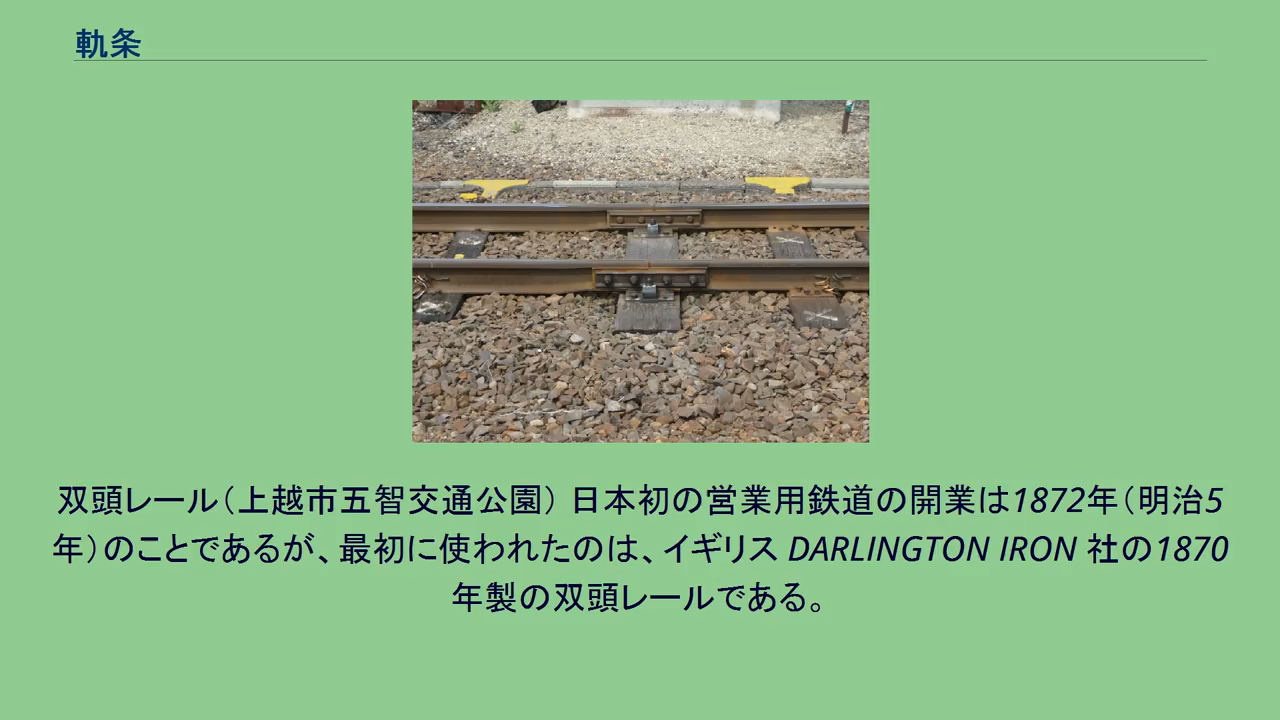 軌条
双頭レール（上越市五智交通公園） 日本初の営業用鉄道の開業は1872年（明治5
年）のことであるが、最初に使われたのは、イギリス DARLINGTON IRON 社の1870
年製の双頭レールである。